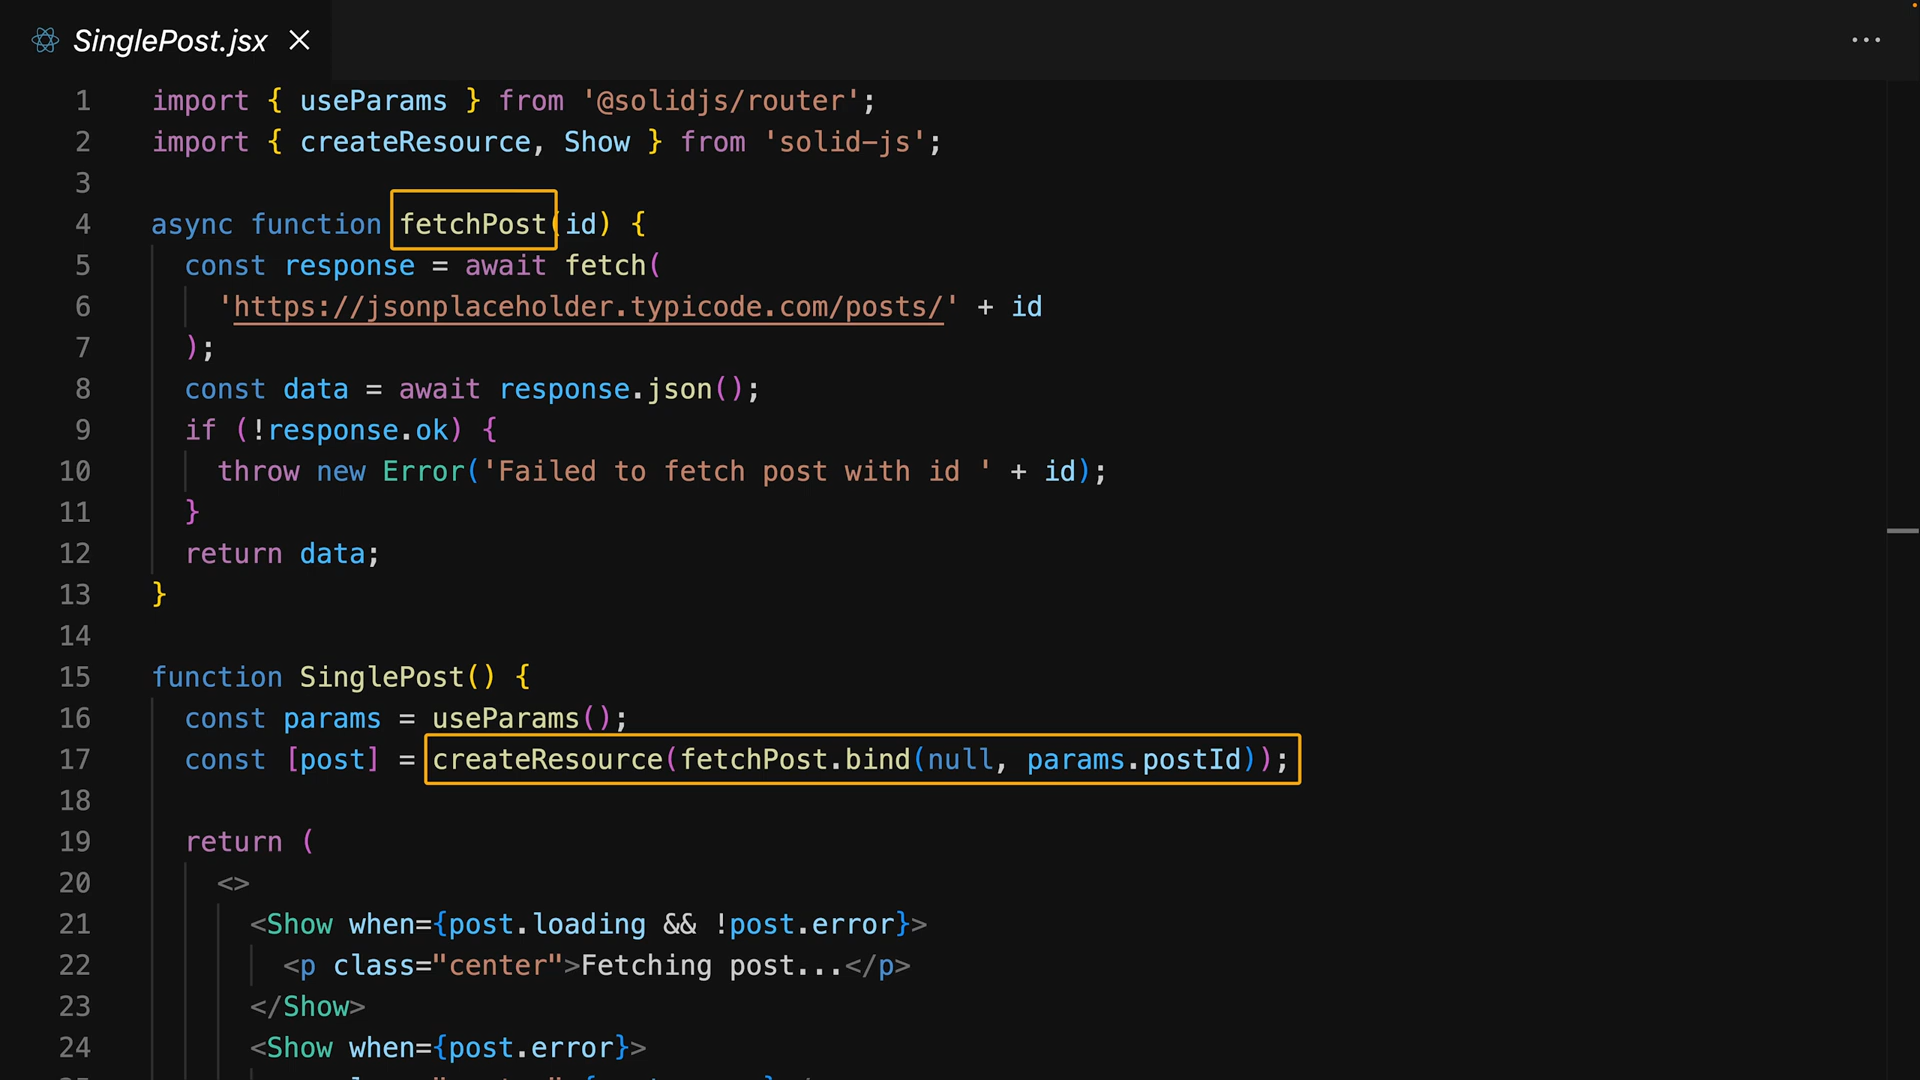 SinglePost.jsx
1 import { useParams } from '@solidjs/router';
2 import { createResource, Show } from 'solid-js';
3
4 async function fetchPost(id) {
5 const response = await fetch(
6 'https://jsonplaceholder.typicode.com/posts/' + id
7 );
8 const data = await response.json();
9 if (!response.ok) {
10 throw new Error('Failed to fetch post with id ' + id);
11 }
12 return data;
13 }
14
15 function SinglePost() {
16 const params = useParams();
17 const [post] = createResource(fetchPost.bind(null, params.postId));
18
19 return (
20 <>
21 <Show when={post.loading && !post.error}>
22 <p class="center">Fetching post...</p>
23 </Show>
24 <Show when={post.error}>